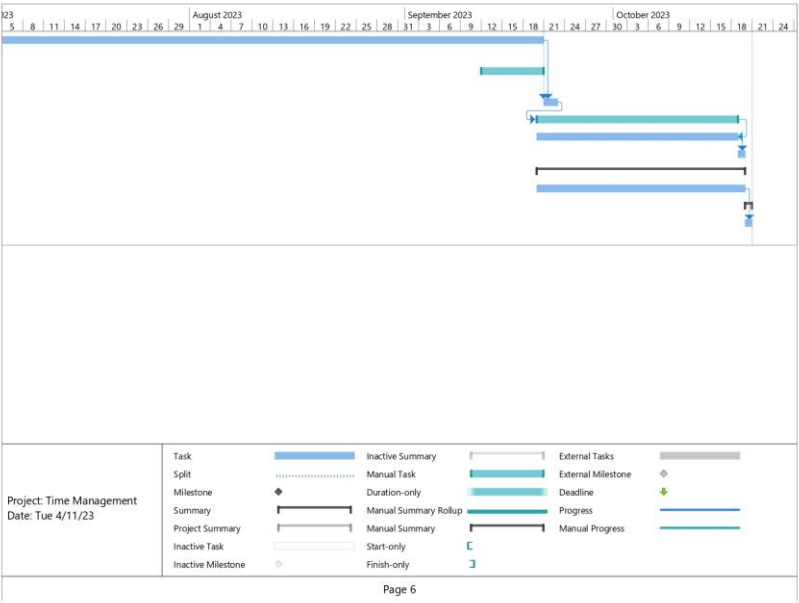 023 August 2023 September 2023 October 2023
5 8 11 14 17 20 23 26 29 1 4 7 10 13 16 19 22 25 28 31 3 6 9 12 15 18 21 24 27 30 3 6 9 12 15 18 21 24
Project: Time Management
Date: Tue 4/11/23
Task
Split
Milestone
Summary
Project Summary
Inactive Task
Inactive Milestone
Inactive Summary
Manual Task
Duration-only
Manual Summary Rollup
Manual Summary
Start-only
Finish-only
External Tasks
External Milestone
Deadline
Progress
Manual Progress
Page 6